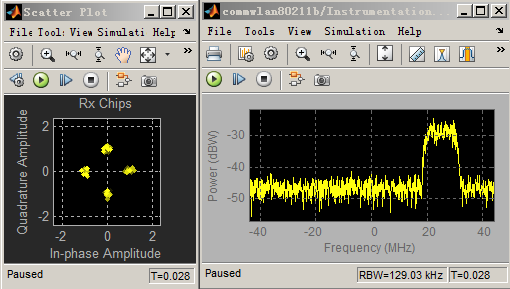 Scatter Plot
File Tools View Simulati Help
Rx Chips
Quadrature Amplitude
2
0
-2
-2 0 2
In-phase Amplitude
Paused
T=0.028
commwlan80211b/Instrumentation...
File Tools View Simulation Help
Power (dBW)
-30
-40
-50
-40 -20 0 20 40
Frequency (MHz)
Paused
RBW=129.03 kHz T=0.028